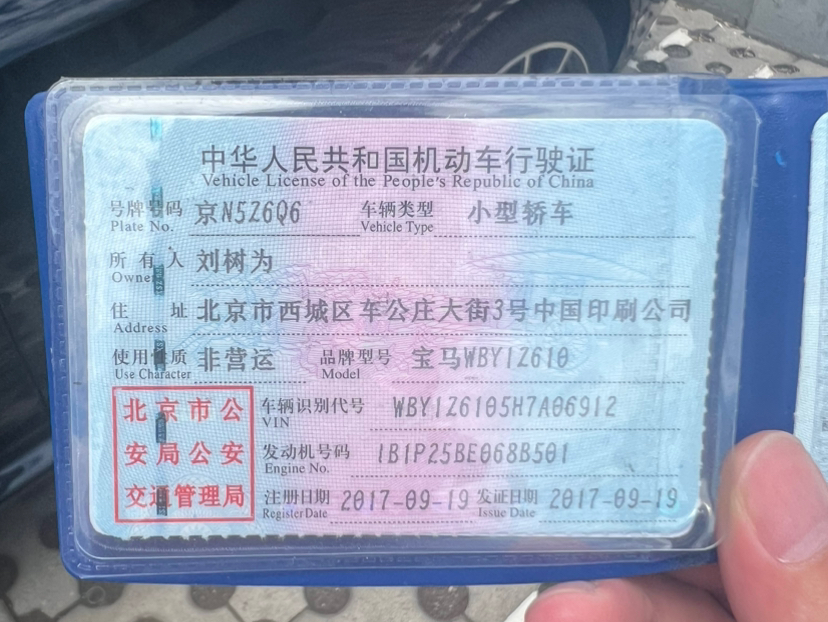 中华人民共和国机动车行驶证
Vehicle License of the People's Republic of China
号牌号码 京N5Z6Q6 车辆类型 小型轿车
Plate No. Vehicle Type
所有人 刘树为
Owner
住址 北京市西城区车公庄大街3号中国印刷公司
Address
使用性质 非营运 品牌型号 宝马WBY1Z610
Use Character Model
北京市公
安局公安
交通管理局
车辆识别代号 WBY1Z6105H7A06912
VIN
发动机号码 1B1P25BE068B501
Engine No.
注册日期 2017-09-19 发证日期 2017-09-19
Register Date Issue Date